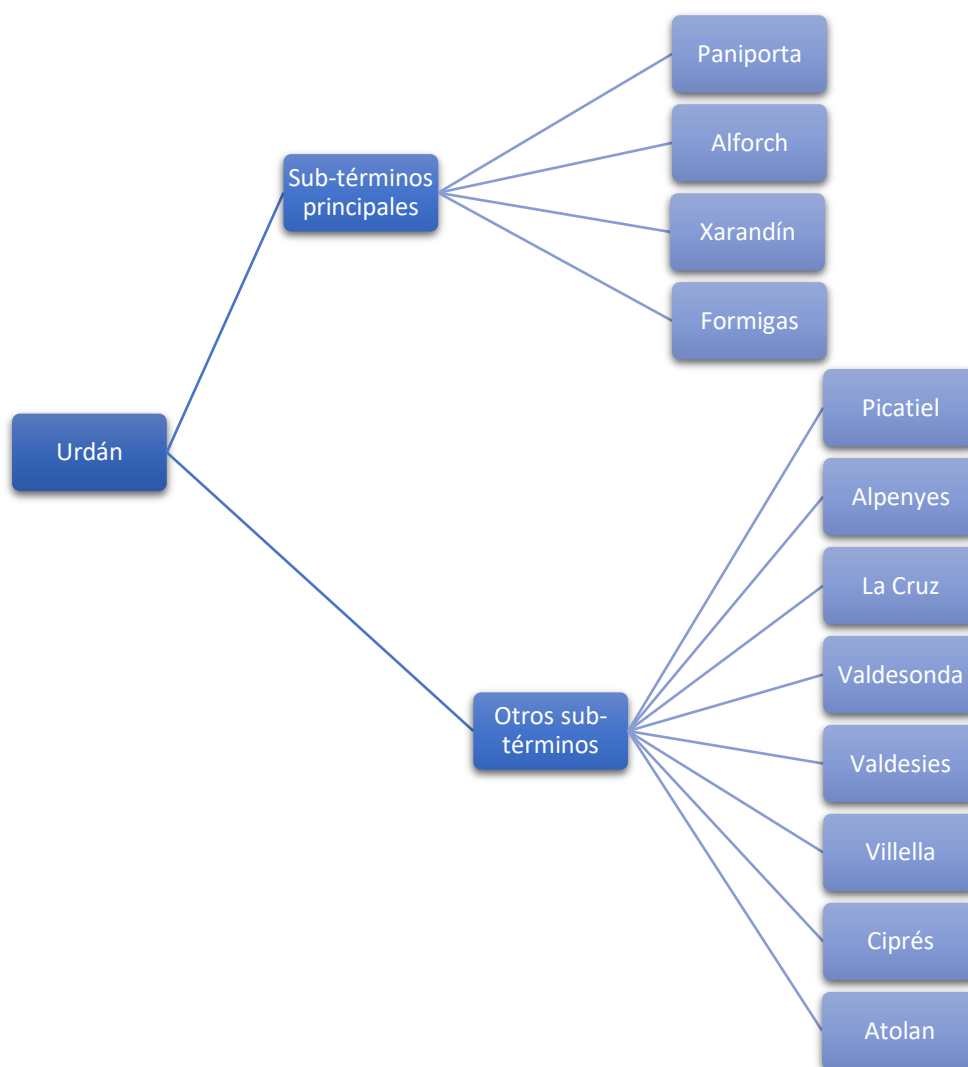 Paniporta
Alforch
Sub-términos
principales
Xarandín
Formigas
Picatiel
Urdán
Alpenyes
La Cruz
Valdesonda
Otros sub-
términos
Valdesies
Villella
Ciprés
Atolan